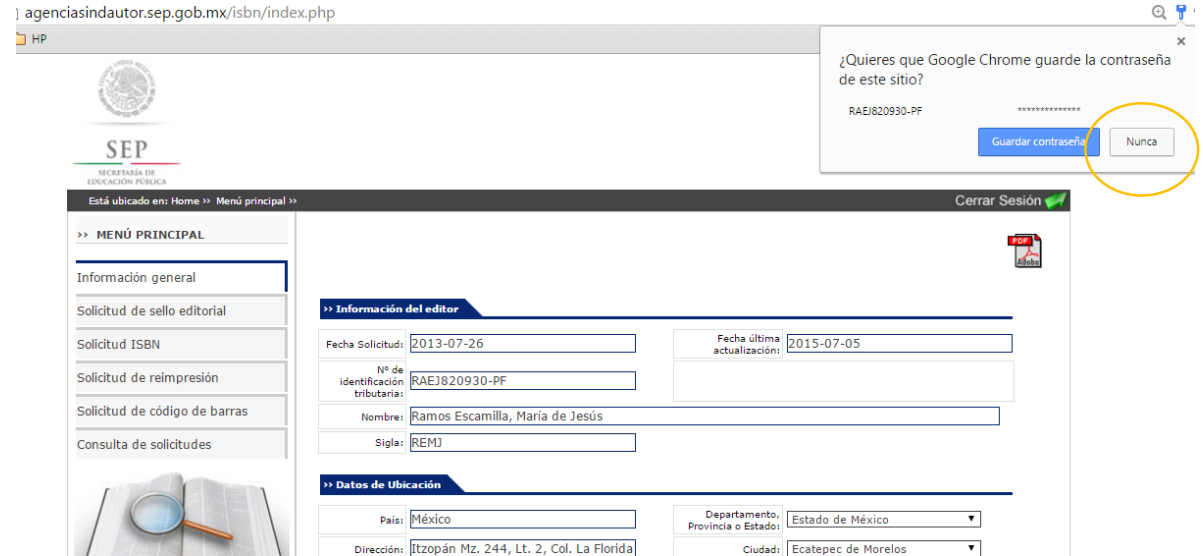 agenciasindautor.sep.gob.mx/isbn/index.php
HP
¿Quieres que Google Chrome guarde la contraseña
de este sitio?
RAEJ820930-PF **************
Guardar contraseña Nunca
SEP
SECRETARÍA DE
EDUCACIÓN PÚBLICA
Está ubicado en: Home ›› Menú principal ››
Cerrar Sesión
›› MENÚ PRINCIPAL
Información general
Solicitud de sello editorial
Solicitud ISBN
Solicitud de reimpresión
Solicitud de código de barras
Consulta de solicitudes
PDF
Adobe
›› Información del editor
Fecha Solicitud: 2013-07-26
Fecha última
actualización: 2015-07-05
Nº de
identificación
tributaria: RAEJ820930-PF
Nombre: Ramos Escamilla, María de Jesús
Sigla: REMJ
›› Datos de Ubicación
País: México
Departamento,
Provincia o Estado: Estado de México
Dirección: Itzopán Mz. 244, Lt. 2, Col. La Florida
Ciudad: Ecatepec de Morelos